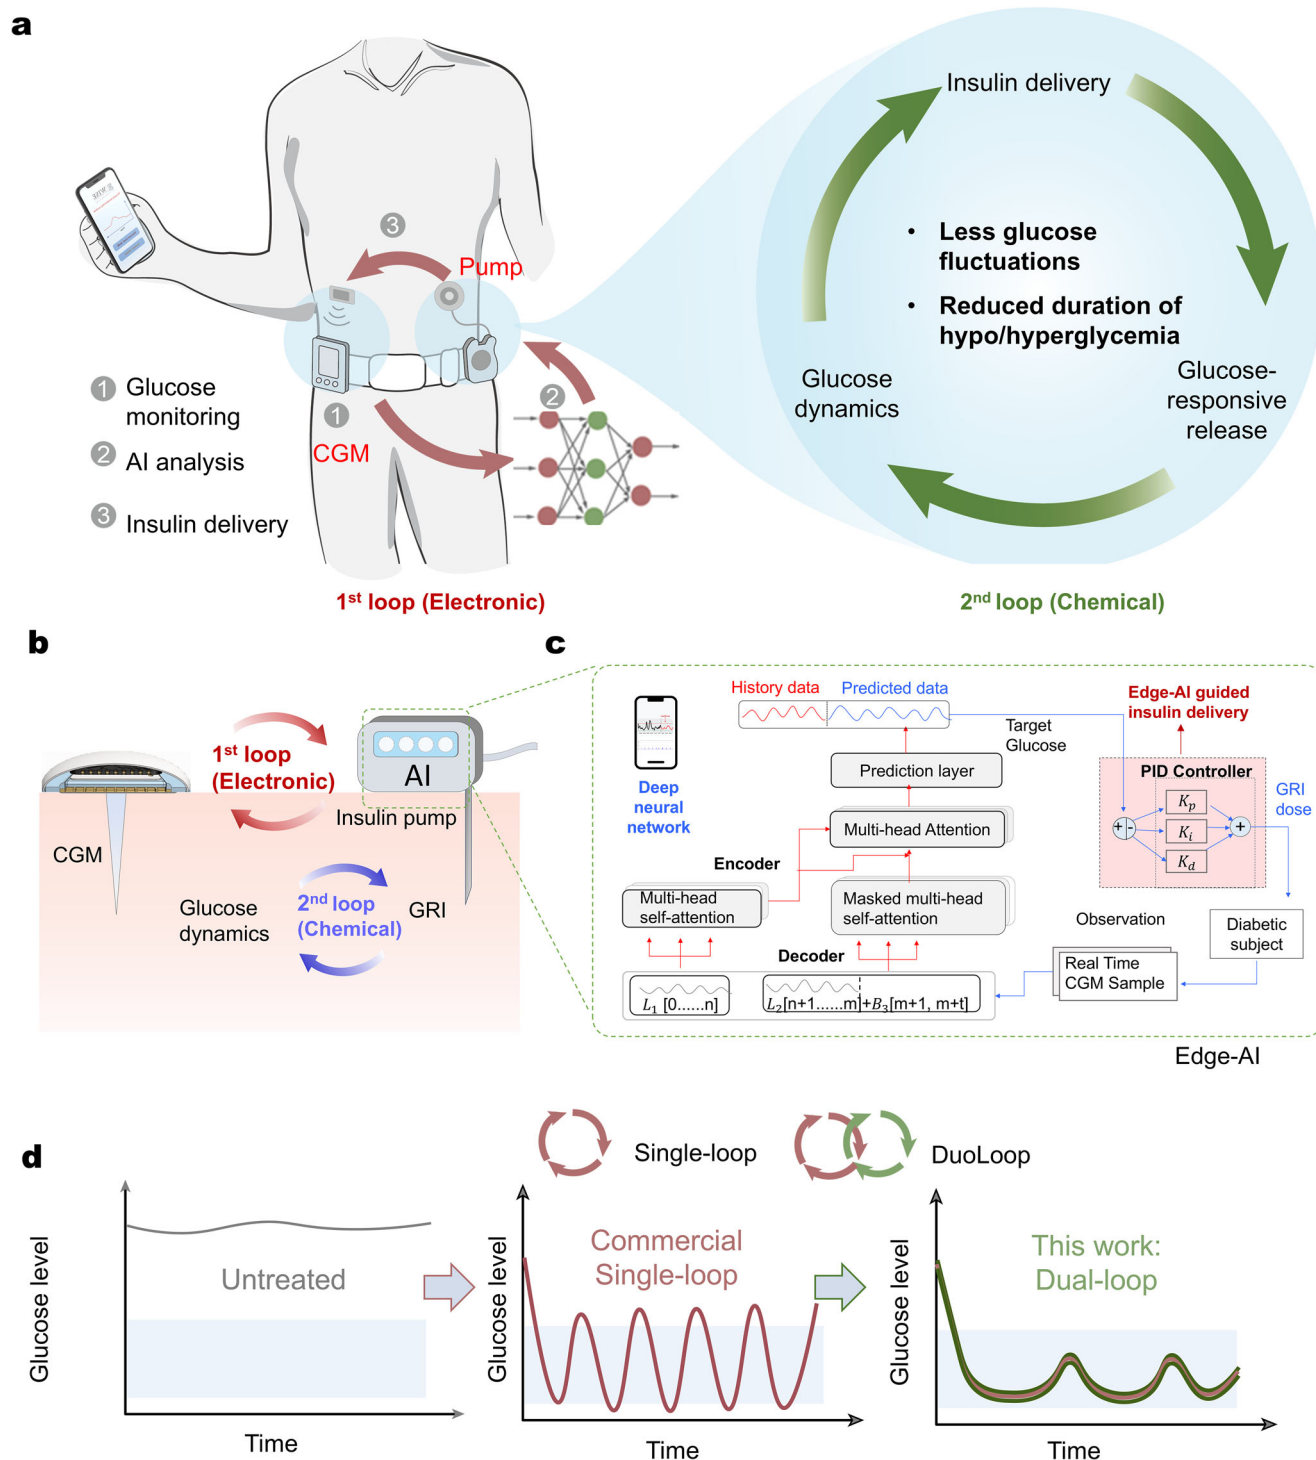 a
Insulin delivery
• Less glucose
fluctuations
• Reduced duration of
hypo/hyperglycemia
Glucose
dynamics
Glucose-
responsive
release
3
Pump
1 Glucose
monitoring
2 AI analysis
3 Insulin delivery
1
CGM
2
1st loop (Electronic)
2nd loop (Chemical)
b
1st loop
(Electronic)
AI
Insulin pump
CGM
Glucose
dynamics
2nd loop
(Chemical)
GRI
c
History data
Predicted data
Target
Glucose
Edge-AI guided
insulin delivery
Deep
neural
network
Prediction layer
PID Controller
GRI
dose
Kp
Ki
Kd
+ -
+
Multi-head Attention
Encoder
Multi-head
self-attention
Masked multi-head
self-attention
Decoder
Observation
Diabetic
subject
Real Time
CGM Sample
L1 [0......n]
L2[n+1......m]+B3[m+1, m+t]
Edge-AI
d
Single-loop
DuoLoop
Glucose level
Untreated
Time
Glucose level
Commercial
Single-loop
Time
Glucose level
This work:
Dual-loop
Time